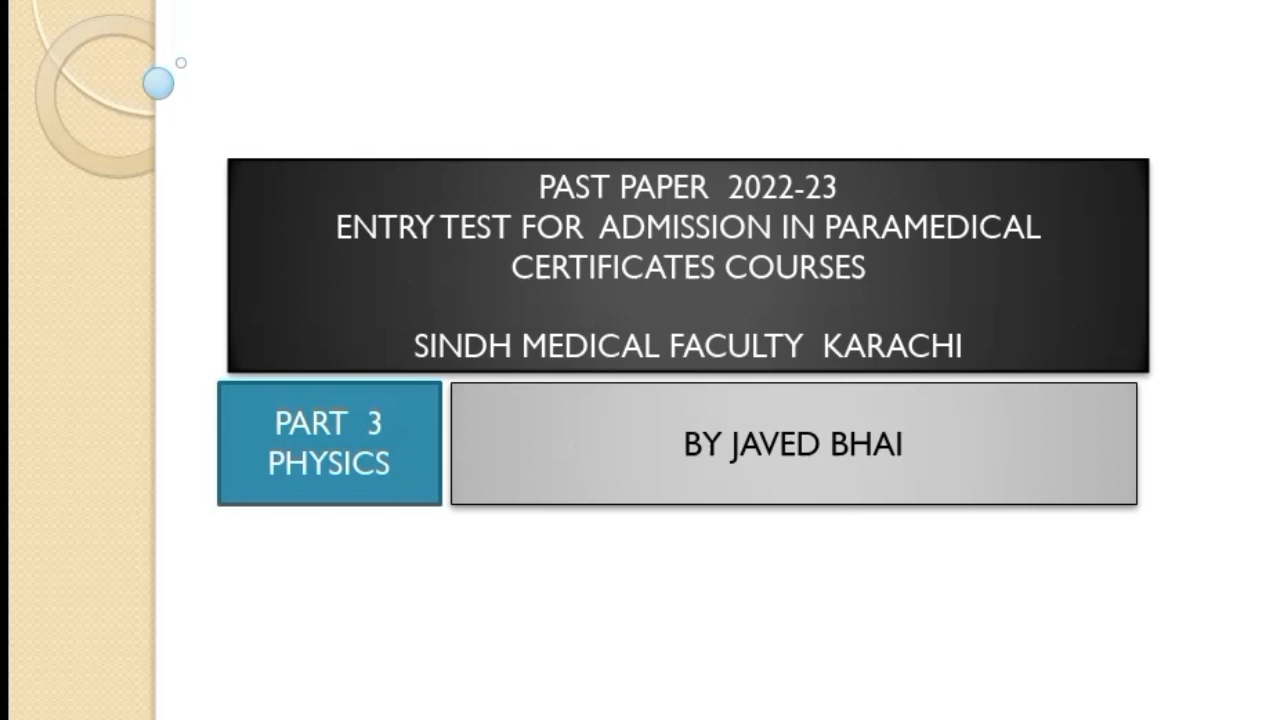 PAST PAPER 2022-23
ENTRY TEST FOR ADMISSION IN PARAMEDICAL
CERTIFICATES COURSES
SINDH MEDICAL FACULTY KARACHI
PART 3
PHYSICS
BY JAVED BHAI